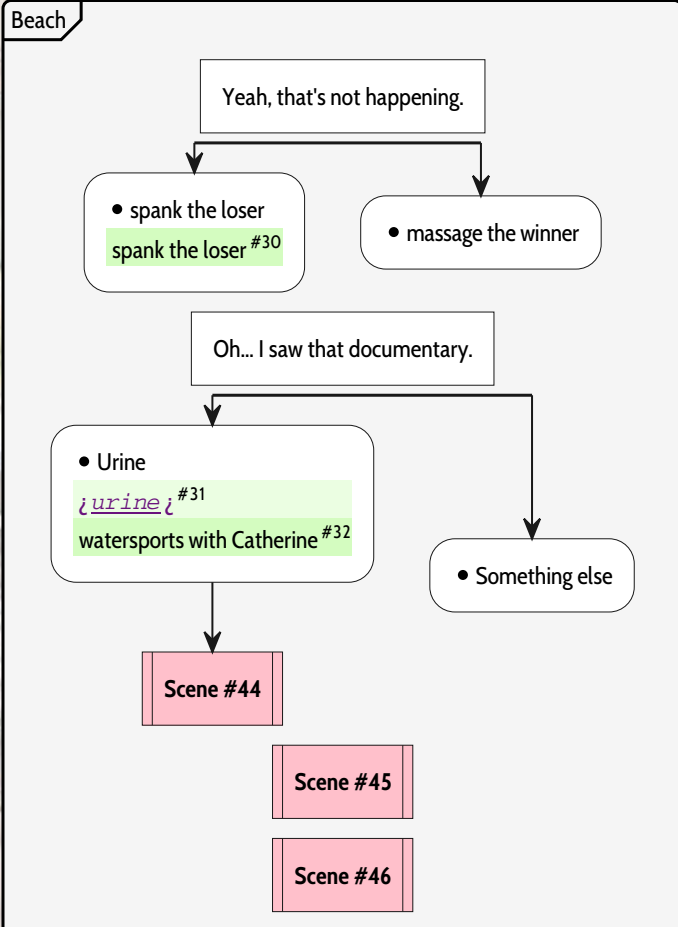 Beach
Yeah, that's not happening.
• spank the loser
spank the loser #30
• massage the winner
Oh... I saw that documentary.
• Urine
¿urine¿ #31
watersports with Catherine #32
• Something else
Scene #44
Scene #45
Scene #46